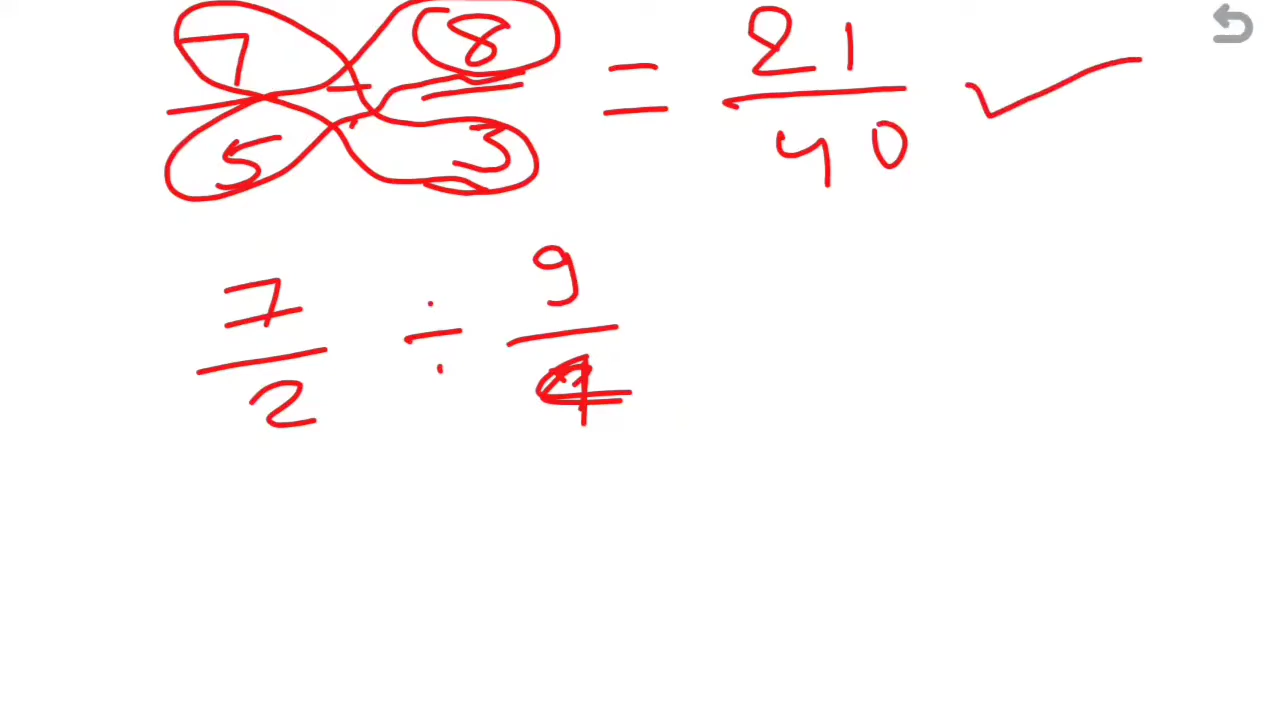 7/5 ÷ 8/3 = 21/40 ✓
7/2 ÷ 9/4